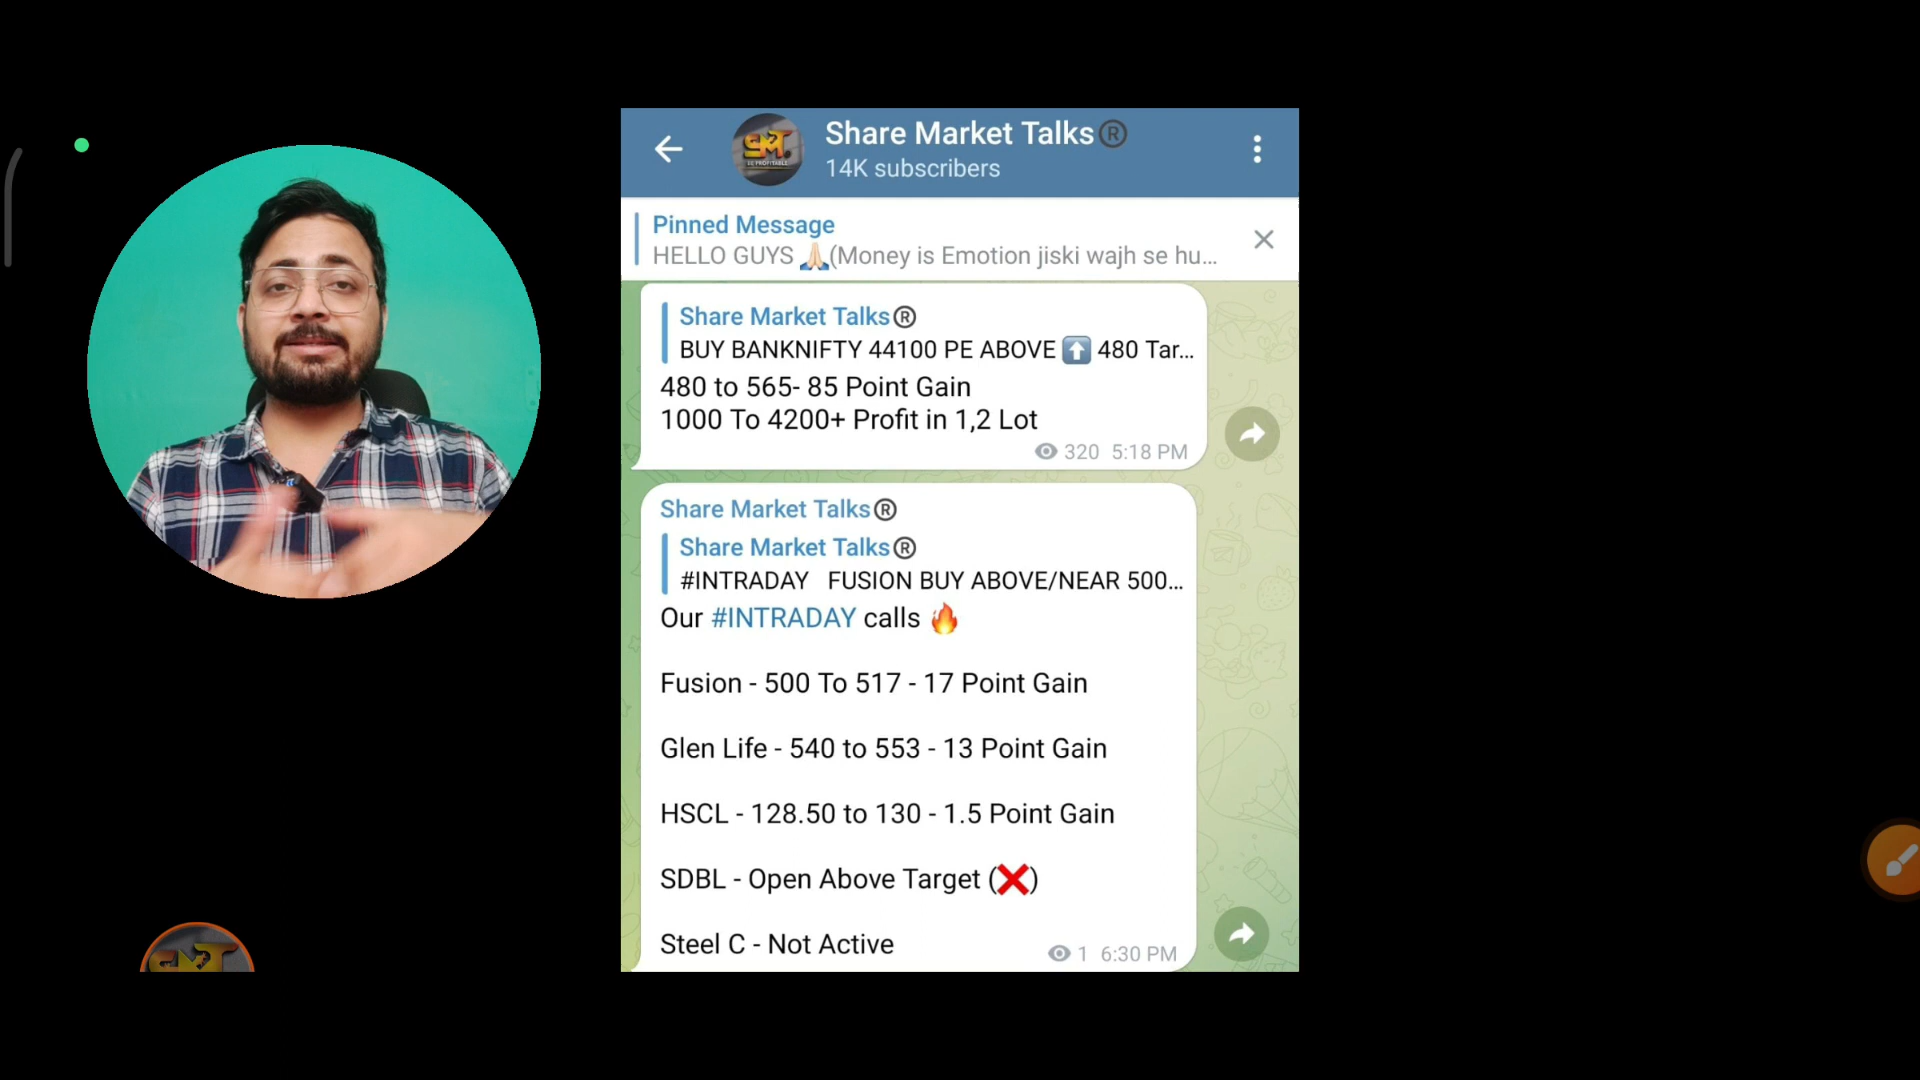 Share Market Talks®
14K subscribers
Pinned Message
HELLO GUYS 🙏🏻(Money is Emotion jiski wajh se hu...
Share Market Talks®
BUY BANKNIFTY 44100 PE ABOVE ⬆️ 480 Tar...
480 to 565- 85 Point Gain
1000 To 4200+ Profit in 1,2 Lot
320 5:18 PM
Share Market Talks®
Share Market Talks®
#INTRADAY FUSION BUY ABOVE/NEAR 500...
Our #INTRADAY calls 🔥
Fusion - 500 To 517 - 17 Point Gain
Glen Life - 540 to 553 - 13 Point Gain
HSCL - 128.50 to 130 - 1.5 Point Gain
SDBL - Open Above Target (❌)
Steel C - Not Active
1 6:30 PM
SMT
BE PROFITABLE